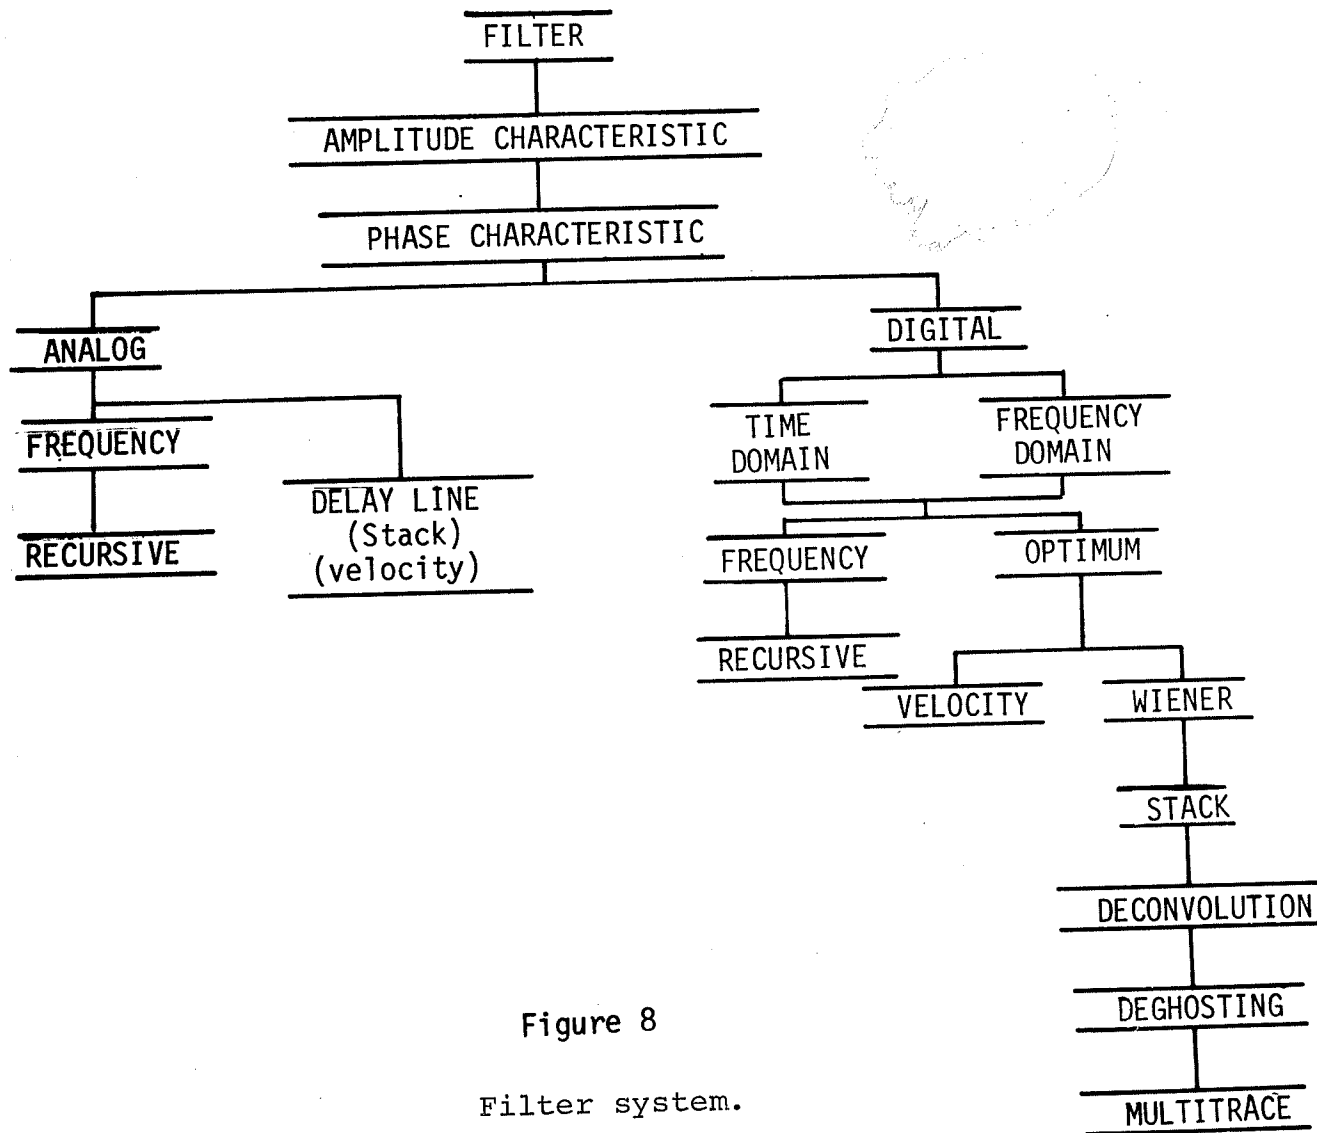 FILTER
AMPLITUDE CHARACTERISTIC
PHASE CHARACTERISTIC
ANALOG
DIGITAL
FREQUENCY
TIME
DOMAIN
FREQUENCY
DOMAIN
DELAY LINE
(Stack)
(velocity)
RECURSIVE
FREQUENCY
OPTIMUM
RECURSIVE
VELOCITY
WIENER
STACK
DECONVOLUTION
DEGHOSTING
MULTITRACE
Figure 8
Filter system.